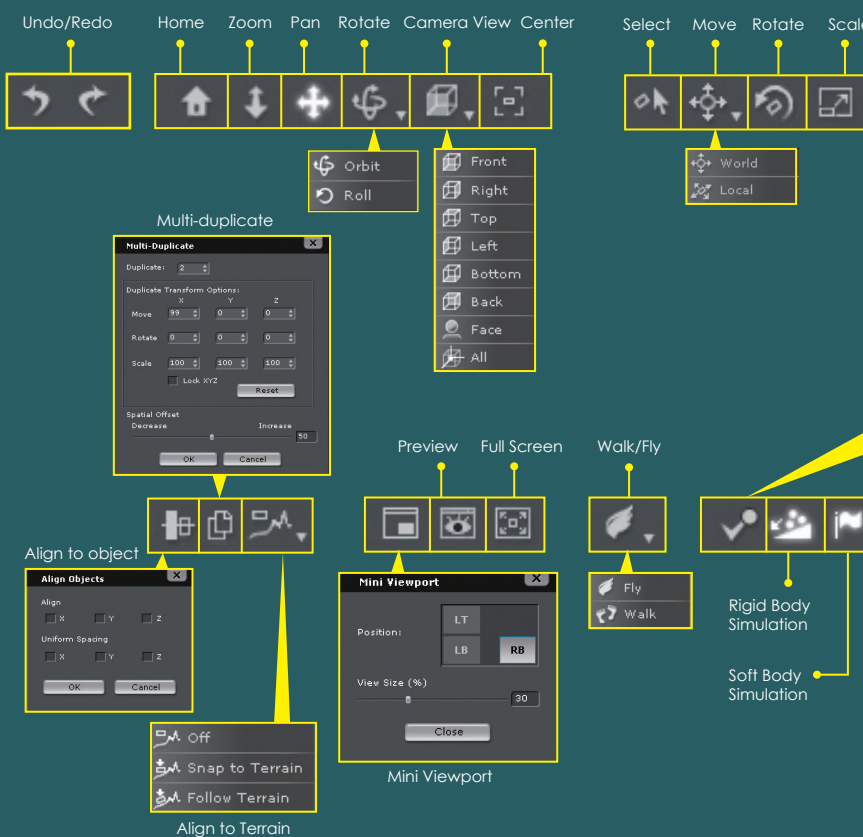 Undo/Redo
Home
Zoom
Pan
Rotate
Camera View
Center
Select
Move
Rotate
Scale
Orbit
Roll
Front
Right
Top
Left
Bottom
Back
Face
All
World
Local
Multi-duplicate
Multi-Duplicate
Duplicate: 2
Duplicate Transform Options:
X Y Z
Move 99 0 0
Rotate 0 0 0
Scale 100 100 100
Lock XYZ
Reset
Spatial Offset
Decrease Increase
50
OK Cancel
Preview
Full Screen
Walk/Fly
Align to object
Align Objects
Align
X Y Z
Uniform Spacing
X Y Z
OK Cancel
Off
Snap to Terrain
Follow Terrain
Align to Terrain
Mini Viewport
Position:
LT
LB RB
View Size (%)
30
Close
Mini Viewport
Fly
Walk
Rigid Body
Simulation
Soft Body
Simulation